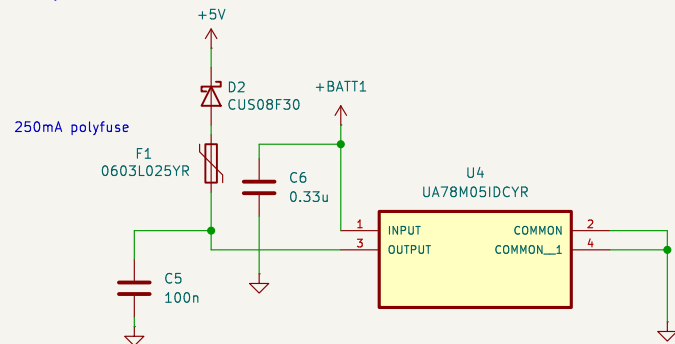 +5V
D2
CUS08F30
+BATT1
250mA polyfuse
F1
0603L025YR
C6
0.33u
U4
UA78M05IDCYR
1
INPUT
COMMON
2
3
OUTPUT
COMMON__1
4
C5
100n